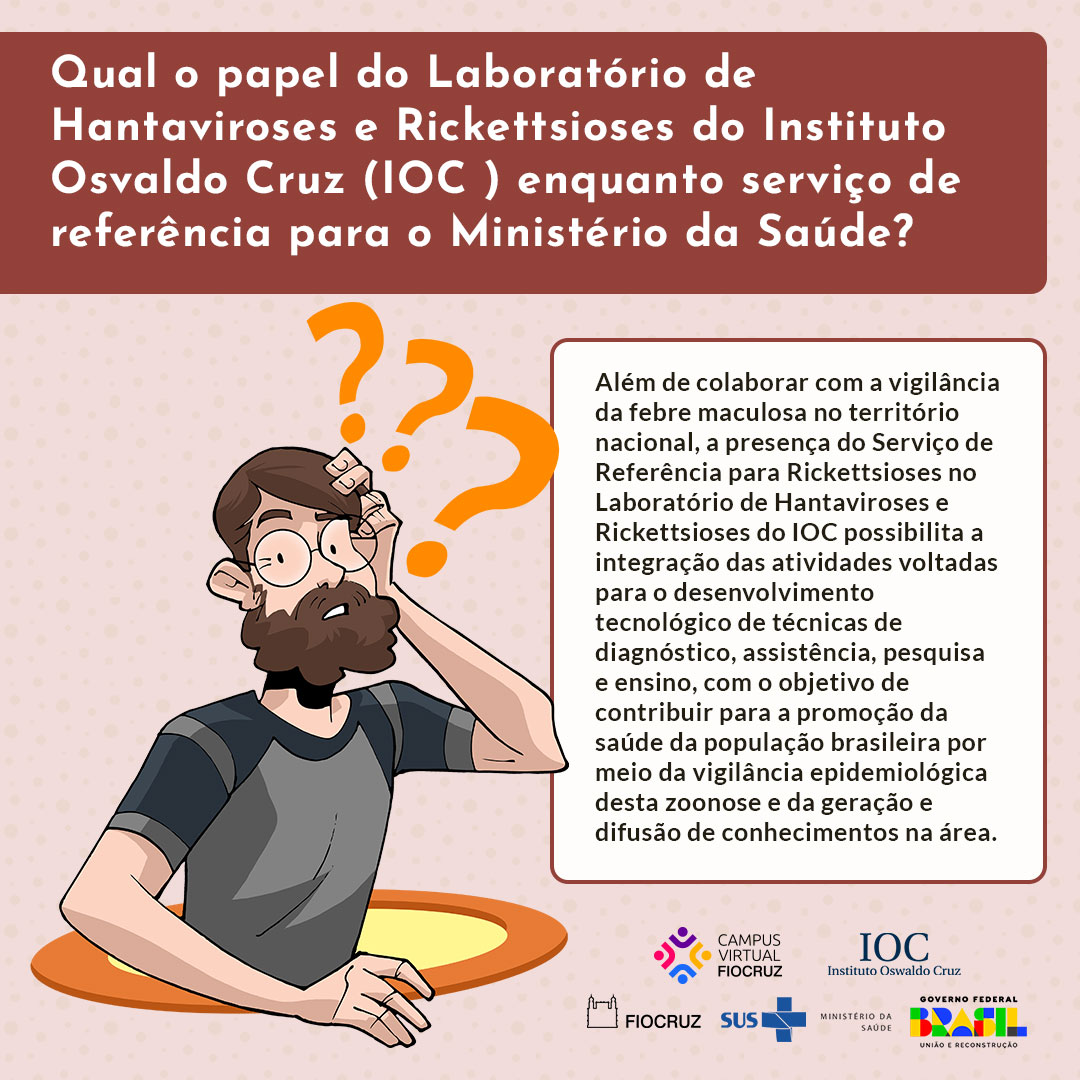 Qual o papel do Laboratório de
Hantaviroses e Rickettsioses do Instituto
Osvaldo Cruz (IOC ) enquanto serviço de
referência para o Ministério da Saúde?
???
Além de colaborar com a vigilância
da febre maculosa no território
nacional, a presença do Serviço de
Referência para Rickettsioses no
Laboratório de Hantaviroses e
Rickettsioses do IOC possibilita a
integração das atividades voltadas
para o desenvolvimento
tecnológico de técnicas de
diagnóstico, assistência, pesquisa
e ensino, com o objetivo de
contribuir para a promoção da
saúde da população brasileira por
meio da vigilância epidemiológica
desta zoonose e da geração e
difusão de conhecimentos na área.
CAMPUS
VIRTUAL
FIOCRUZ
IOC
Instituto Oswaldo Cruz
FIOCRUZ
SUS
MINISTÉRIO DA
SAÚDE
GOVERNO FEDERAL
BRASIL
UNIÃO E RECONSTRUÇÃO